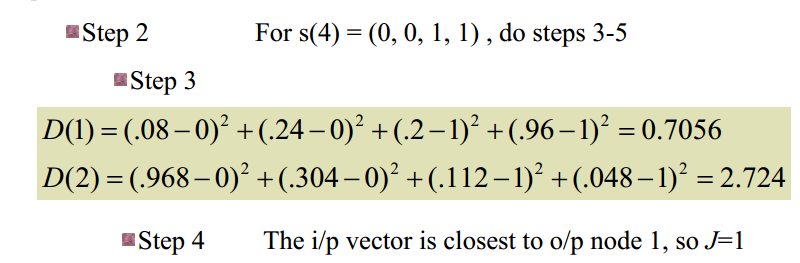 Step 2 For s(4) = (0, 0, 1, 1) , do steps 3-5
Step 3
D(1) = (.08 − 0)² + (.24 − 0)² + (.2 − 1)² + (.96 − 1)² = 0.7056
D(2) = (.968 − 0)² + (.304 − 0)² + (.112 − 1)² + (.048 − 1)² = 2.724
Step 4 The i/p vector is closest to o/p node 1, so J=1